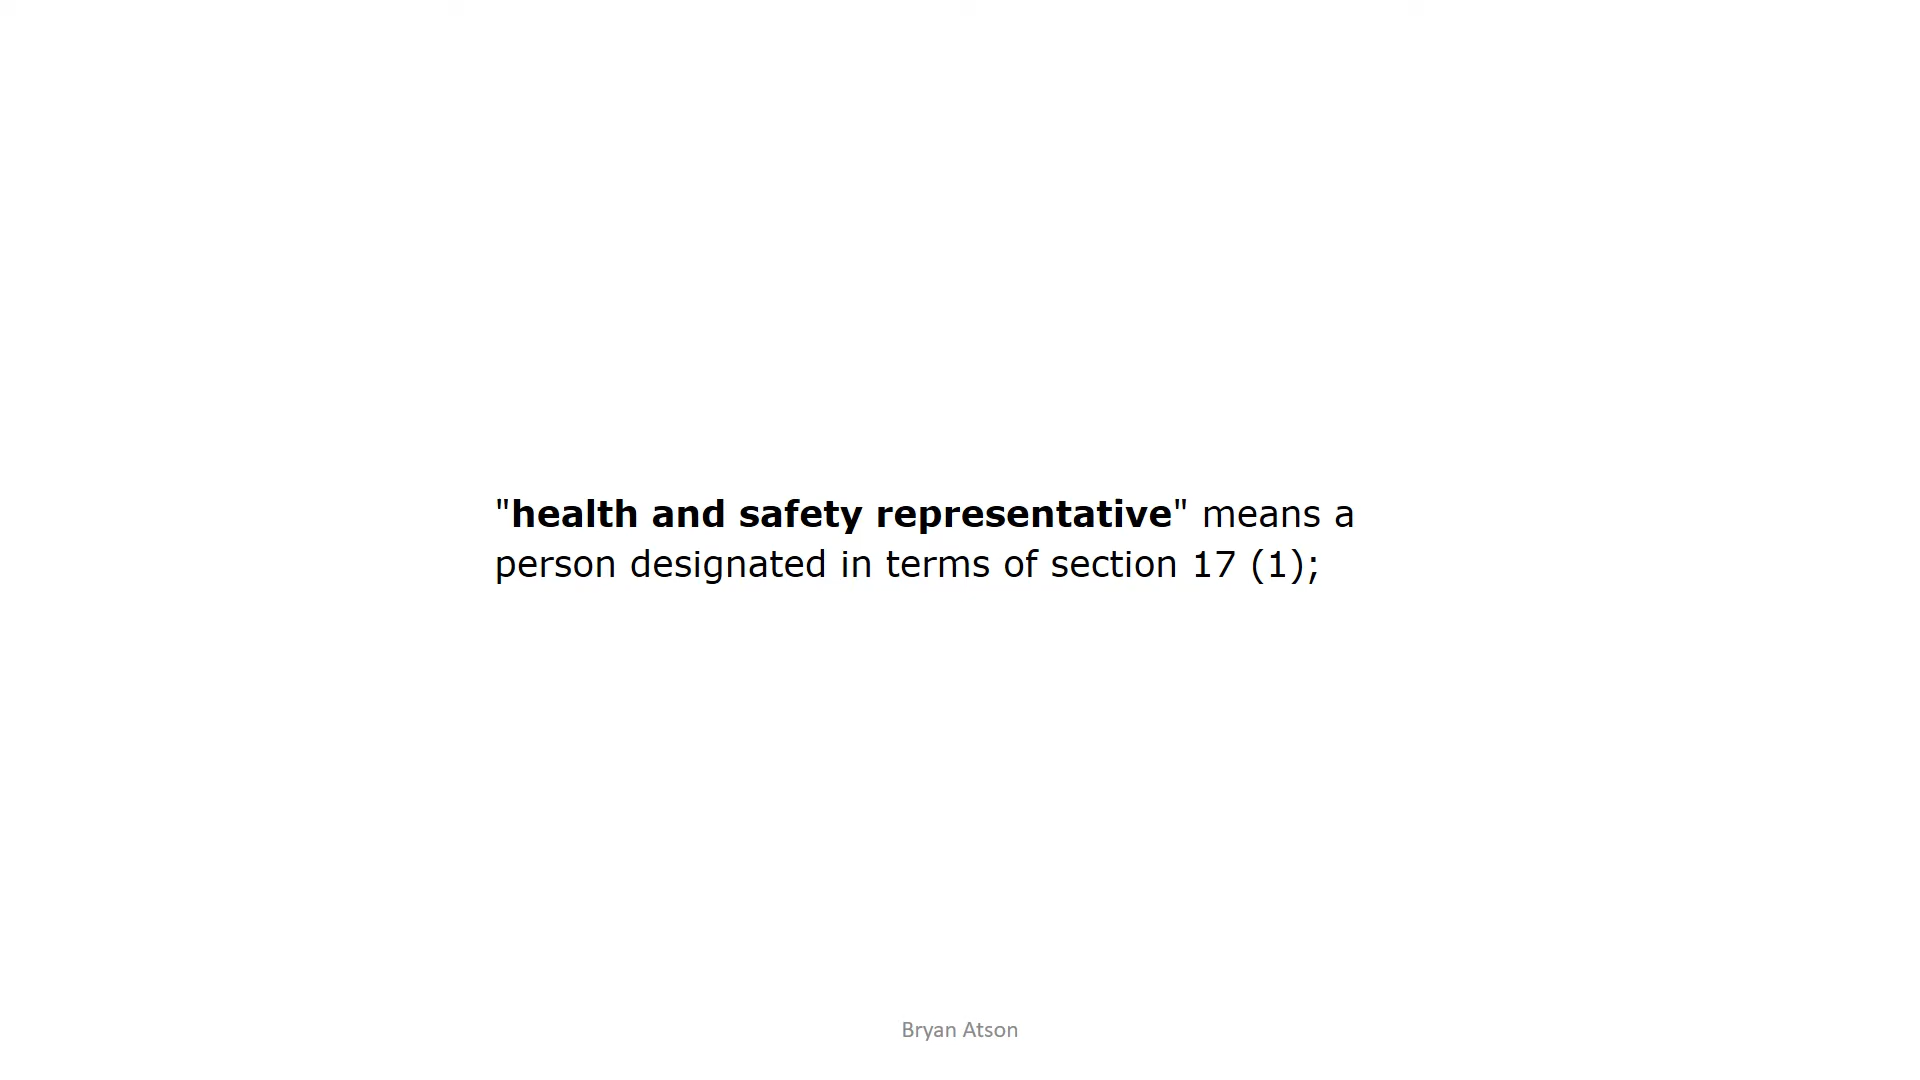 "health and safety representative" means a
person designated in terms of section 17 (1);
Bryan Atson